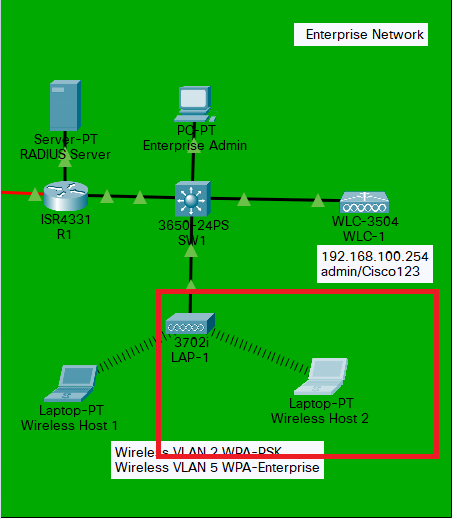 Enterprise Network
Server-PT
RADIUS Server
PC-PT
Enterprise Admin
ISR4331
R1
3650-24PS
SW1
WLC-3504
WLC-1
192.168.100.254
admin/Cisco123
3702i
LAP-1
Laptop-PT
Wireless Host 1
Laptop-PT
Wireless Host 2
Wireless VLAN 2 WPA-PSK
Wireless VLAN 5 WPA-Enterprise